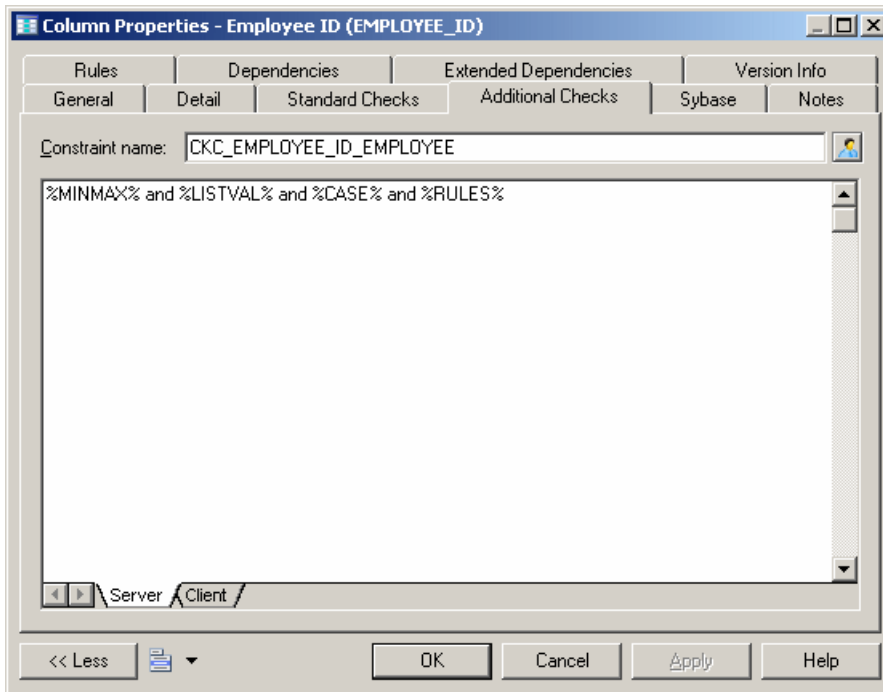 Column Properties - Employee ID (EMPLOYEE_ID)
Rules Dependencies Extended Dependencies Version Info
General Detail Standard Checks Additional Checks Sybase Notes
Constraint name: CKC_EMPLOYEE_ID_EMPLOYEE
%MINMAX% and %LISTVAL% and %CASE% and %RULES%
Server Client
<< Less OK Cancel Apply Help